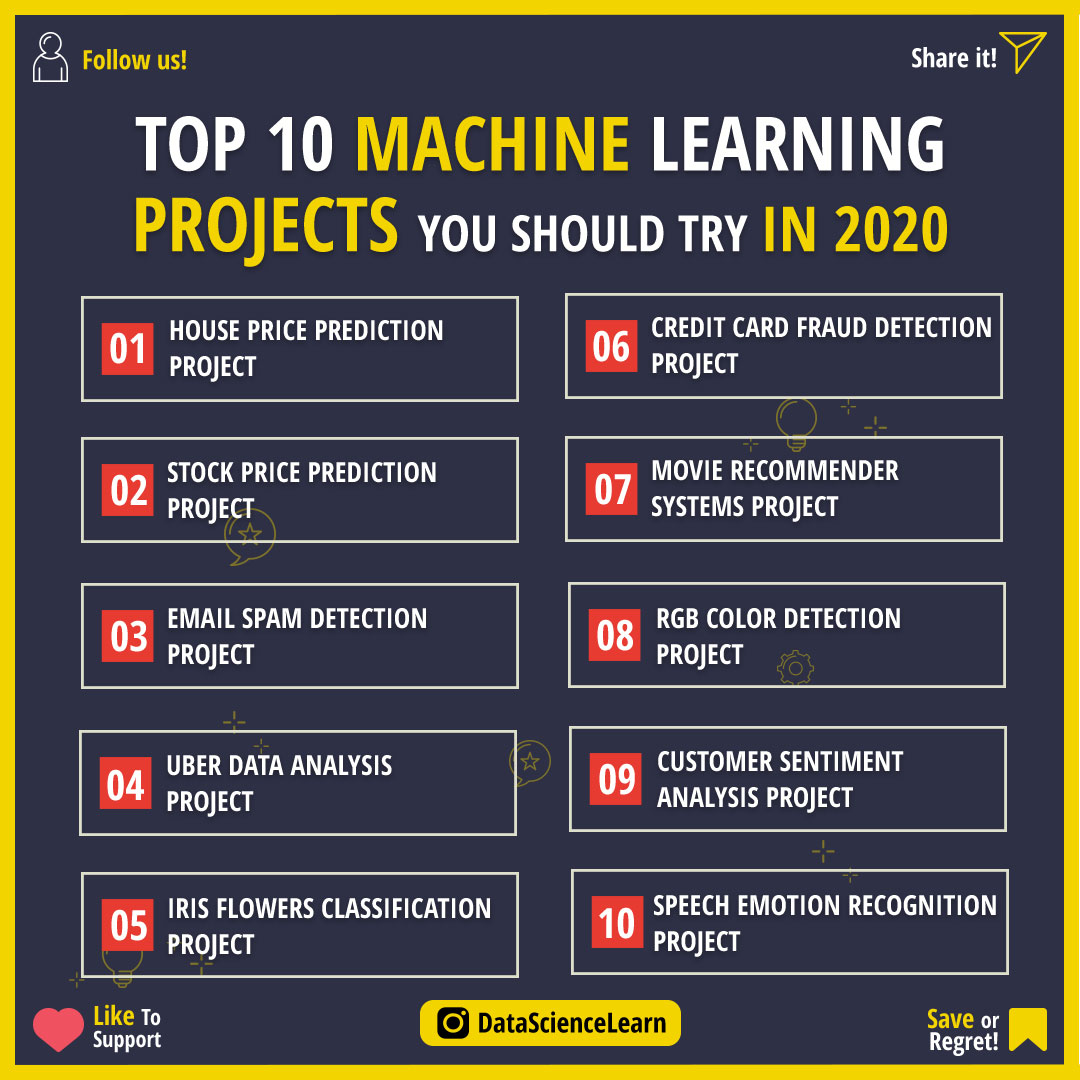 Follow us!
Share it!
TOP 10 MACHINE LEARNING
PROJECTS YOU SHOULD TRY IN 2020
01
HOUSE PRICE PREDICTION
PROJECT
02
STOCK PRICE PREDICTION
PROJECT
03
EMAIL SPAM DETECTION
PROJECT
04
UBER DATA ANALYSIS
PROJECT
05
IRIS FLOWERS CLASSIFICATION
PROJECT
06
CREDIT CARD FRAUD DETECTION
PROJECT
07
MOVIE RECOMMENDER
SYSTEMS PROJECT
08
RGB COLOR DETECTION
PROJECT
09
CUSTOMER SENTIMENT
ANALYSIS PROJECT
10
SPEECH EMOTION RECOGNITION
PROJECT
Like To
Support
DataScienceLearn
Save or
Regret!